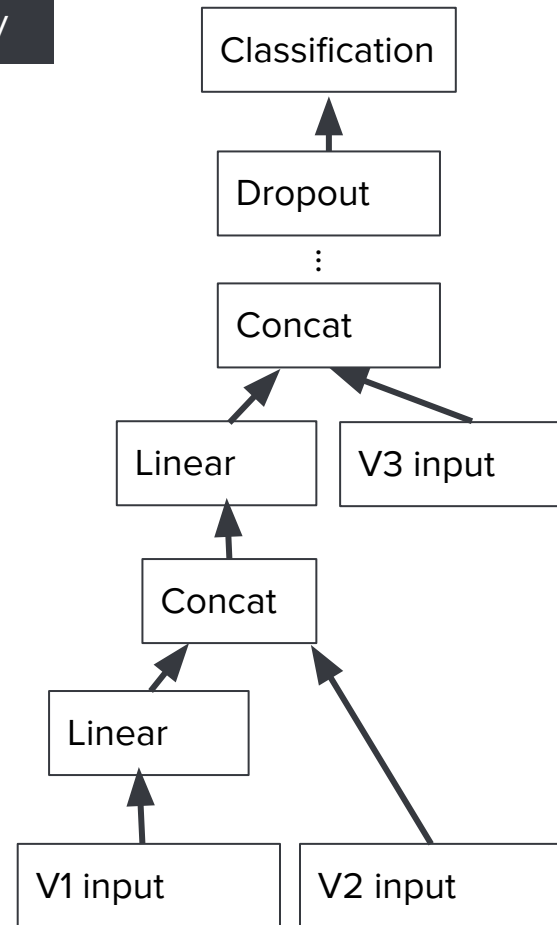 Classification
Dropout
⋮
Concat
Linear
V3 input
Concat
Linear
V1 input
V2 input